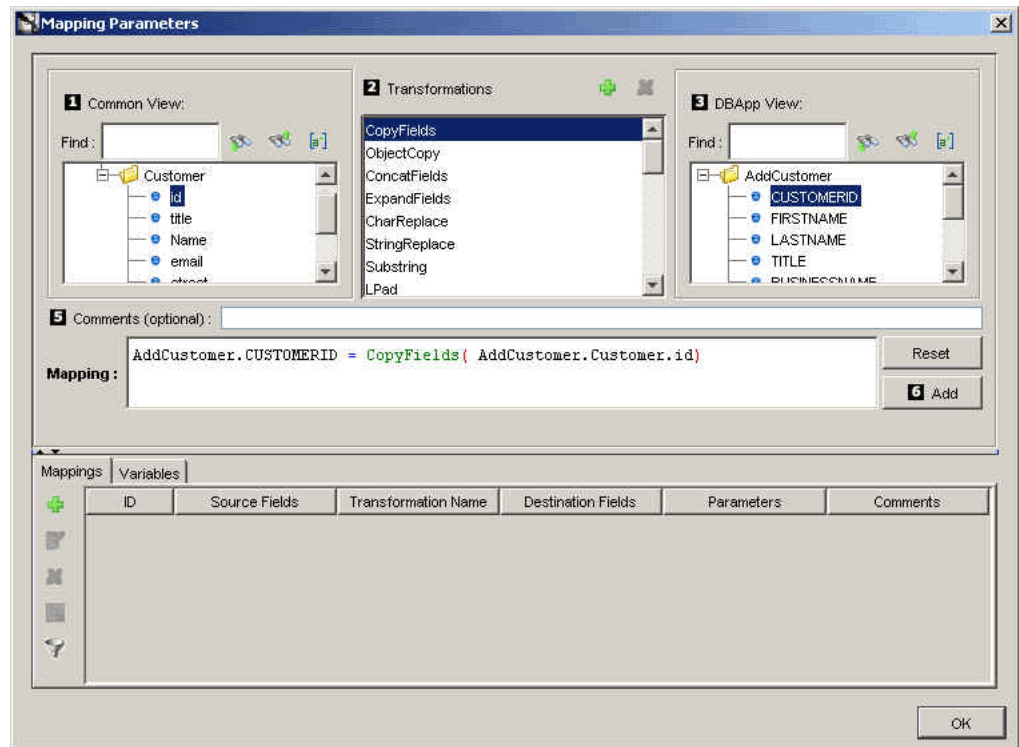 Mapping Parameters
1 Common View:
Find :
Customer
id
title
Name
email
street
2 Transformations
CopyFields
ObjectCopy
ConcatFields
ExpandFields
CharReplace
StringReplace
Substring
LPad
3 DBApp View:
Find :
AddCustomer
CUSTOMERID
FIRSTNAME
LASTNAME
TITLE
BUSINESSNAME
5 Comments (optional) :
Mapping :
AddCustomer.CUSTOMERID = CopyFields( AddCustomer.Customer.id)
Reset
6 Add
Mappings Variables
ID Source Fields Transformation Name Destination Fields Parameters Comments
OK